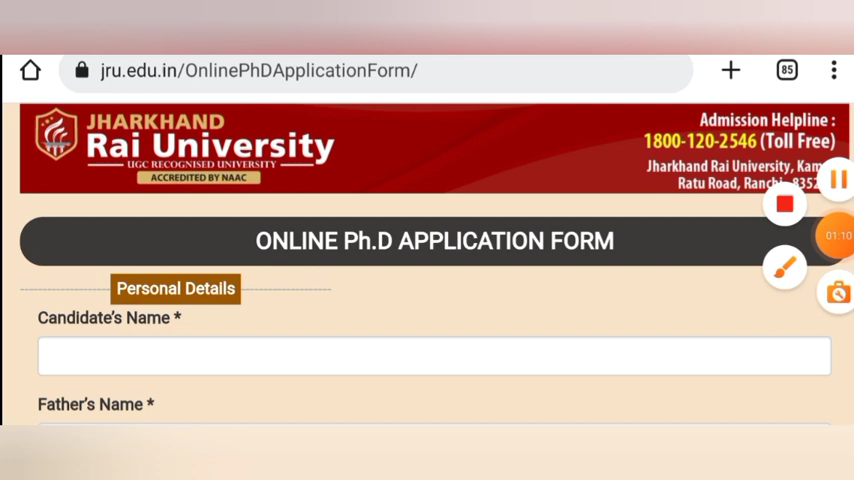 jru.edu.in/OnlinePhDApplicationForm/
85
JHARKHAND
Rai University
UGC RECOGNISED UNIVERSITY
ACCREDITED BY NAAC
Admission Helpline :
1800-120-2546 (Toll Free)
Jharkhand Rai University,
Ratu Road, Ranchi
01:10
ONLINE Ph.D APPLICATION FORM
Personal Details
Candidate's Name *
Father's Name *